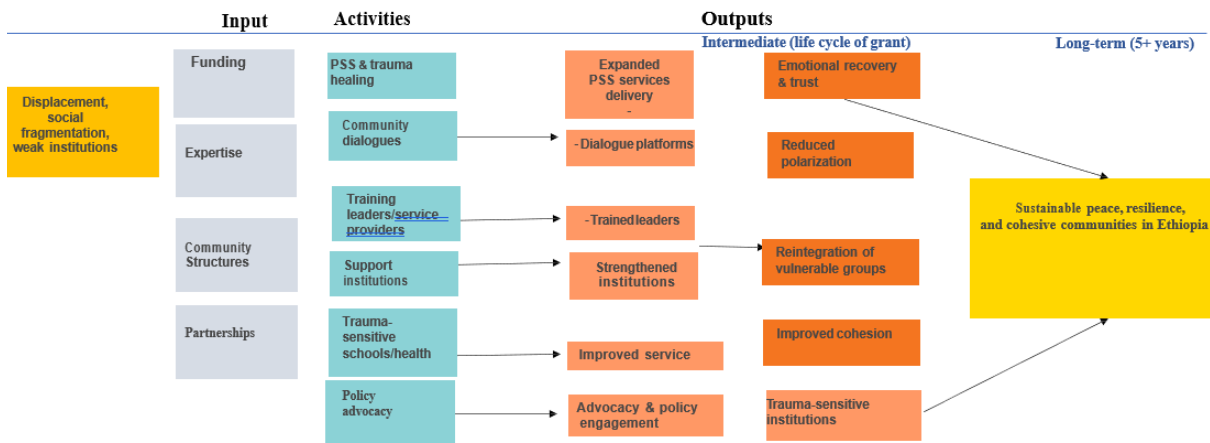 Input
Activities
Outputs
Intermediate (life cycle of grant)
Long-term (5+ years)
Displacement,
social
fragmentation,
weak institutions
Funding
Expertise
Community
Structures
Partnerships
PSS & trauma
healing
Community
dialogues
Training
leaders/service
providers
Support
institutions
Trauma-
sensitive
schools/health
Policy
advocacy
Expanded
PSS services
delivery
-
- Dialogue platforms
- Trained leaders
Strengthened
institutions
Improved service
Advocacy & policy
engagement
Emotional recovery
& trust
Reduced
polarization
Reintegration of
vulnerable groups
Improved cohesion
Trauma-sensitive
institutions
Sustainable peace, resilience,
and cohesive communities in Ethiopia